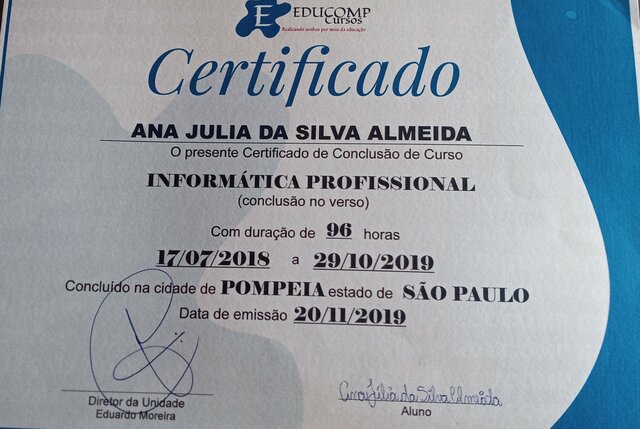 E EDUCOMP
Cursos
Realizando sonhos por meio da educação
Certificado
ANA JULIA DA SILVA ALMEIDA
O presente Certificado de Conclusão de Curso
INFORMÁTICA PROFISSIONAL
(conclusão no verso)
Com duração de 96 horas
17/07/2018 a 29/10/2019
Concluído na cidade de POMPEIA estado de SÃO PAULO
Data de emissão 20/11/2019
Ana Júlia da Silva Almeida
Diretor da Unidade
Eduardo Moreira
Aluno